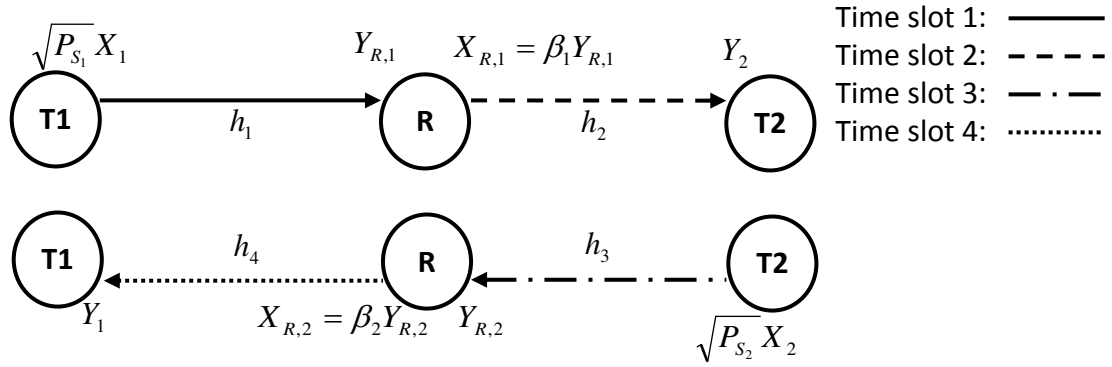 √P_{S_1} X_1
Y_{R,1}
X_{R,1} = β_1 Y_{R,1}
Y_2
T1
R
T2
h_1
h_2
Time slot 1:
Time slot 2:
Time slot 3:
Time slot 4:
T1
R
T2
h_4
h_3
Y_1
X_{R,2} = β_2 Y_{R,2}
Y_{R,2}
√P_{S_2} X_2